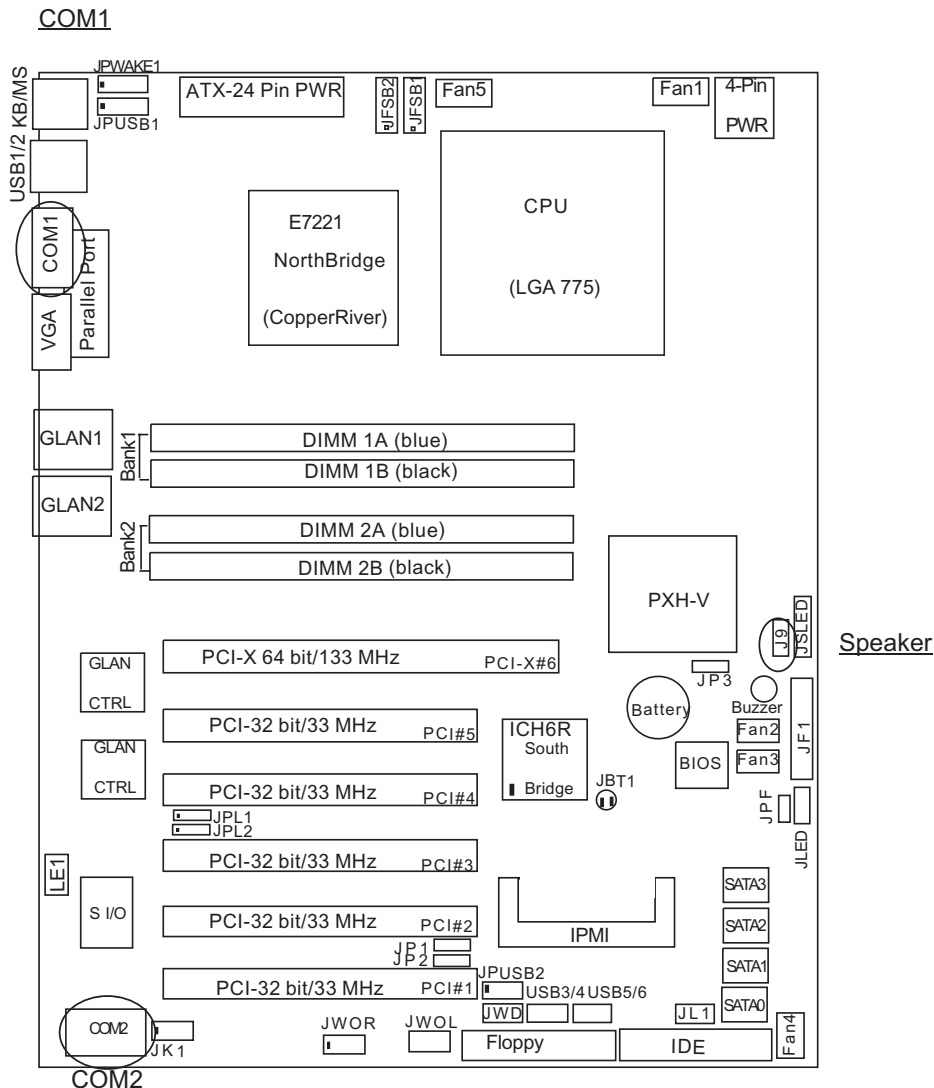 COM1
JPWAKE1
JPUSB1
ATX-24 Pin PWR
JFSB2
JFSB1
Fan5
Fan1
4-Pin
PWR
KB/MS
USB1/2
COM1
Parallel Port
VGA
E7221
NorthBridge
(CopperRiver)
CPU
(LGA 775)
GLAN1
GLAN2
Bank1
DIMM 1A (blue)
DIMM 1B (black)
Bank2
DIMM 2A (blue)
DIMM 2B (black)
PXH-V
J9
JSLED
Speaker
JP3
GLAN
CTRL
PCI-X 64 bit/133 MHz PCI-X#6
Battery
Buzzer
Fan2
Fan3
JF1
PCI-32 bit/33 MHz PCI#5
ICH6R
South
Bridge
BIOS
JBT1
GLAN
CTRL
PCI-32 bit/33 MHz PCI#4
JPL1
JPL2
JPF
JLED
PCI-32 bit/33 MHz PCI#3
LE1
S I/O
SATA3
SATA2
SATA1
SATA0
PCI-32 bit/33 MHz PCI#2
IPMI
JP1
JP2
JPUSB2
PCI-32 bit/33 MHz PCI#1
USB3/4 USB5/6
JWD
JL1
COM2
JK1
JWOR
JWOL
Floppy
IDE
Fan4
COM2